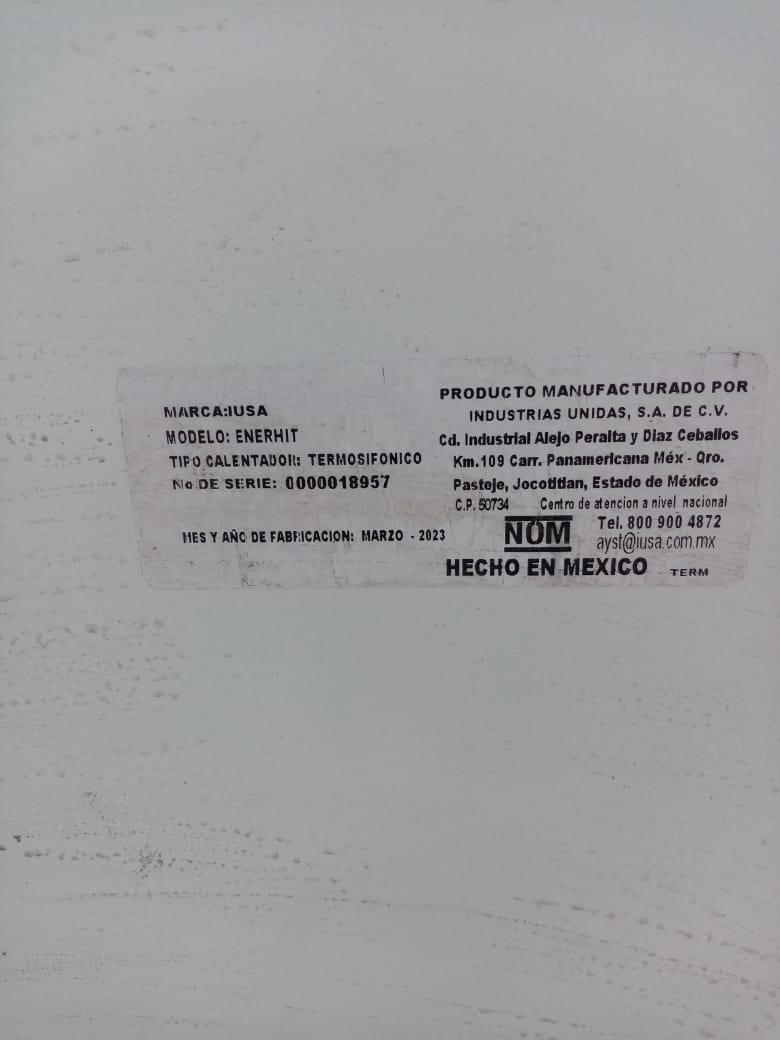 MARCA:IUSA
MODELO: ENERHIT
TIPO CALENTADOR: TERMOSIFONICO
No DE SERIE: 0000018957
MES Y AÑO DE FABRICACION: MARZO - 2023
PRODUCTO MANUFACTURADO POR
INDUSTRIAS UNIDAS, S.A. DE C.V.
Cd. Industrial Alejo Peralta y Diaz Ceballos
Km.109 Carr. Panamericana Méx - Qro.
Pasteje, Jocotitlan, Estado de México
C.P. 50734 Centro de atencion a nivel nacional
NOM
Tel. 800 900 4872
ayst@iusa.com.mx
HECHO EN MEXICO TERM